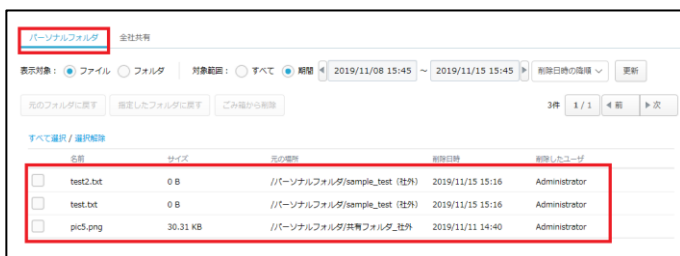 パーソナルフォルダ 全社共有
表示対象： ファイル フォルダ 対象範囲： すべて 期間 2019/11/08 15:45 ~ 2019/11/15 15:45 削除日時の降順 更新
元のフォルダに戻す 指定したフォルダに戻す ごみ箱から削除 3件 1 / 1 前 次
すべて選択 / 選択解除
名前 サイズ 元の場所 削除日時 削除したユーザ
test2.txt 0 B //パーソナルフォルダ/sample_test（社外） 2019/11/15 15:16 Administrator
test.txt 0 B //パーソナルフォルダ/sample_test（社外） 2019/11/15 15:16 Administrator
pic5.png 30.31 KB //パーソナルフォルダ/共有フォルダ_社外 2019/11/11 14:40 Administrator